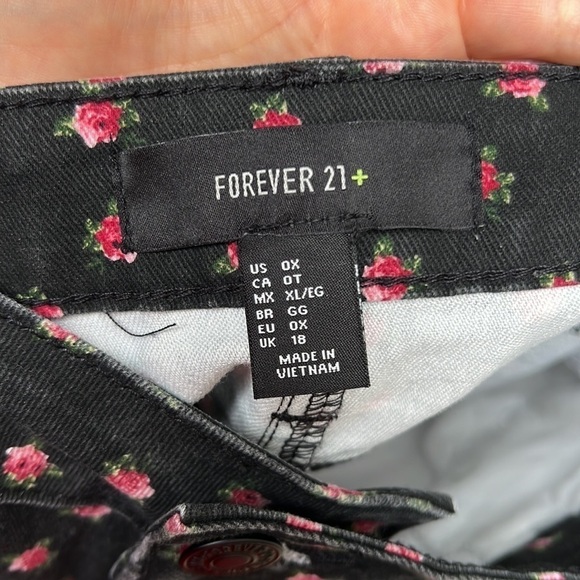 FOREVER 21+
US 0X
CA 0T
MX XL/EG
BR GG
EU 0X
UK 18
MADE IN
VIETNAM